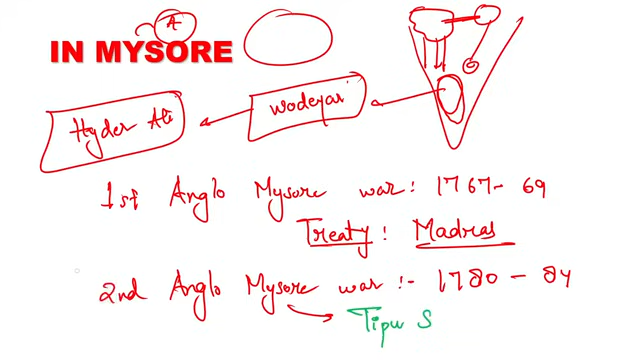 A
IN MYSORE
Hyder Ali
Wodeyar
1st Anglo Mysore war : 1767- 69
Treaty : Madras
2nd Anglo Mysore war :- 1780 - 84
Tipu S